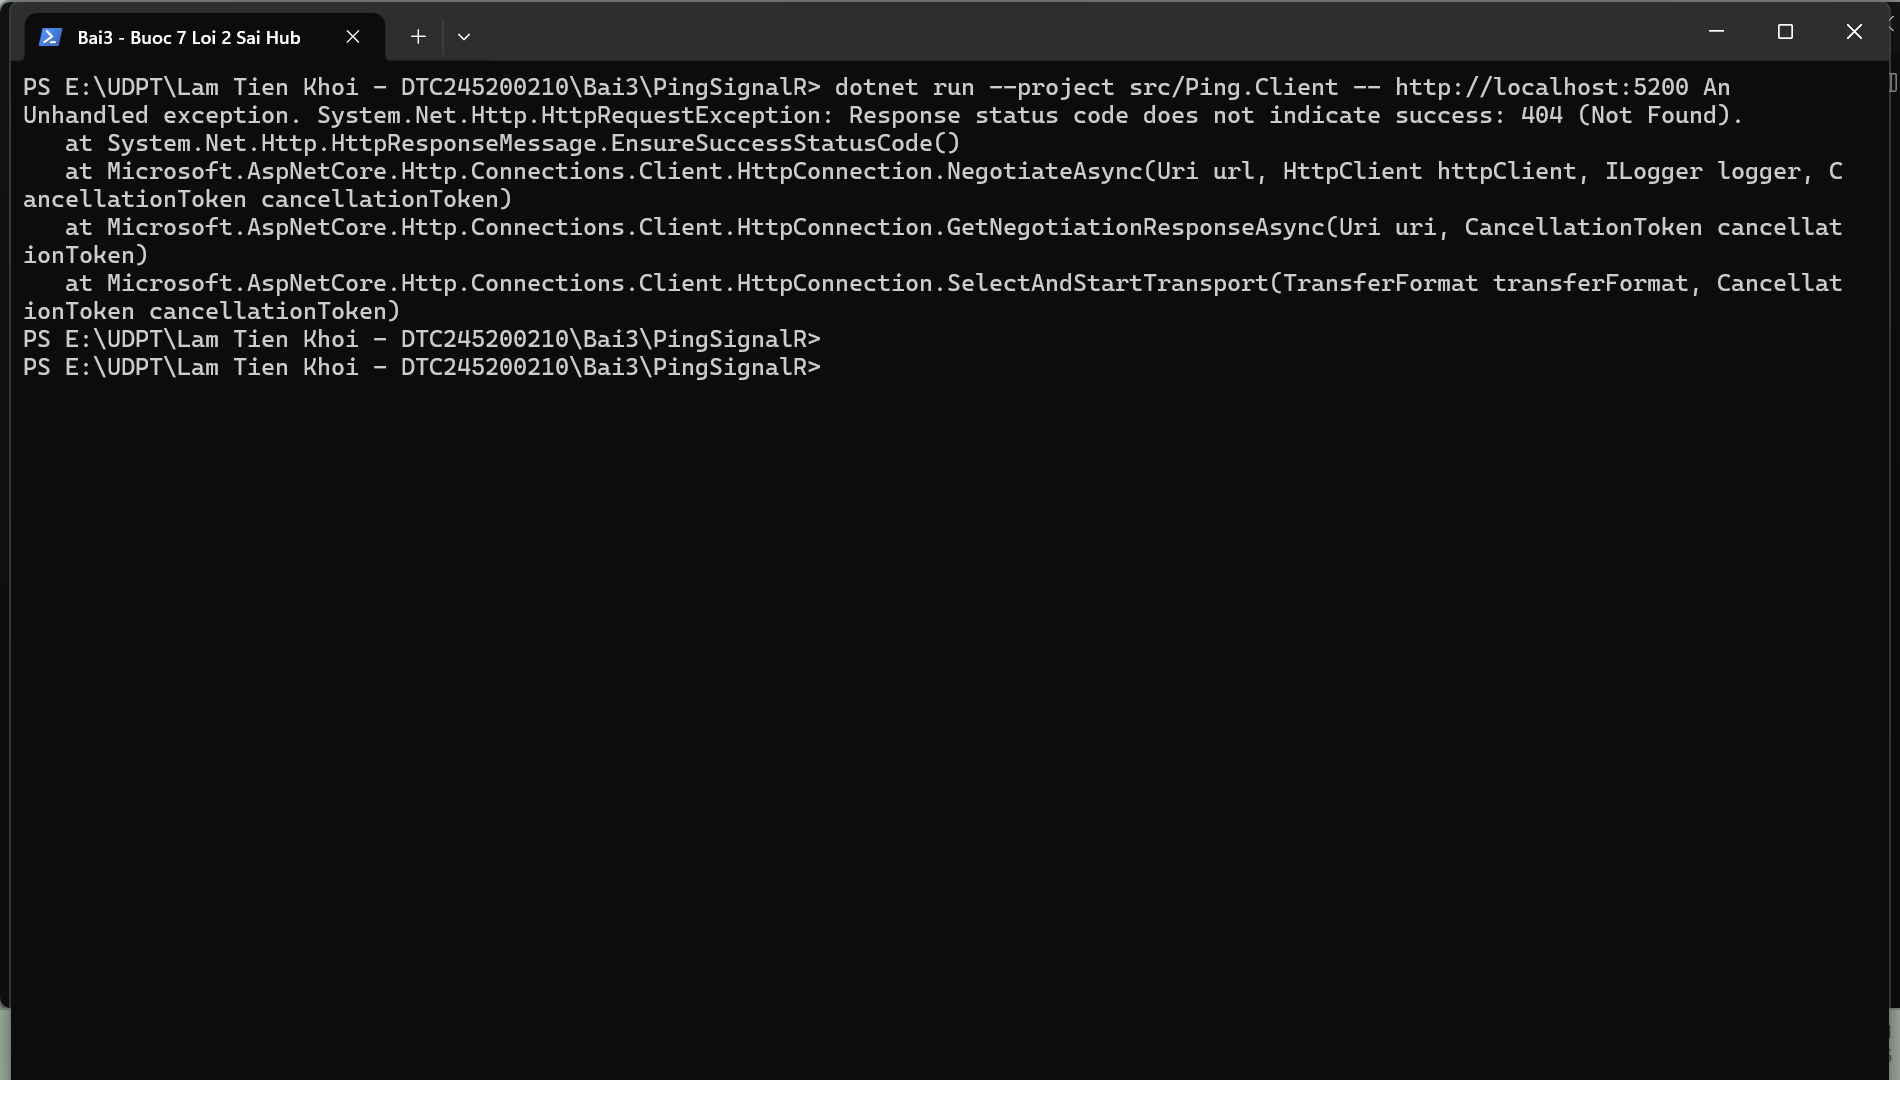 Bai3 - Buoc 7 Loi 2 Sai Hub
PS E:\UDPT\Lam Tien Khoi - DTC245200210\Bai3\PingSignalR> dotnet run --project src/Ping.Client -- http://localhost:5200 An
Unhandled exception. System.Net.Http.HttpRequestException: Response status code does not indicate success: 404 (Not Found).
   at System.Net.Http.HttpResponseMessage.EnsureSuccessStatusCode()
   at Microsoft.AspNetCore.Http.Connections.Client.HttpConnection.NegotiateAsync(Uri url, HttpClient httpClient, ILogger logger, C
ancellationToken cancellationToken)
   at Microsoft.AspNetCore.Http.Connections.Client.HttpConnection.GetNegotiationResponseAsync(Uri uri, CancellationToken cancellat
ionToken)
   at Microsoft.AspNetCore.Http.Connections.Client.HttpConnection.SelectAndStartTransport(TransferFormat transferFormat, Cancellat
ionToken cancellationToken)
PS E:\UDPT\Lam Tien Khoi - DTC245200210\Bai3\PingSignalR>
PS E:\UDPT\Lam Tien Khoi - DTC245200210\Bai3\PingSignalR>